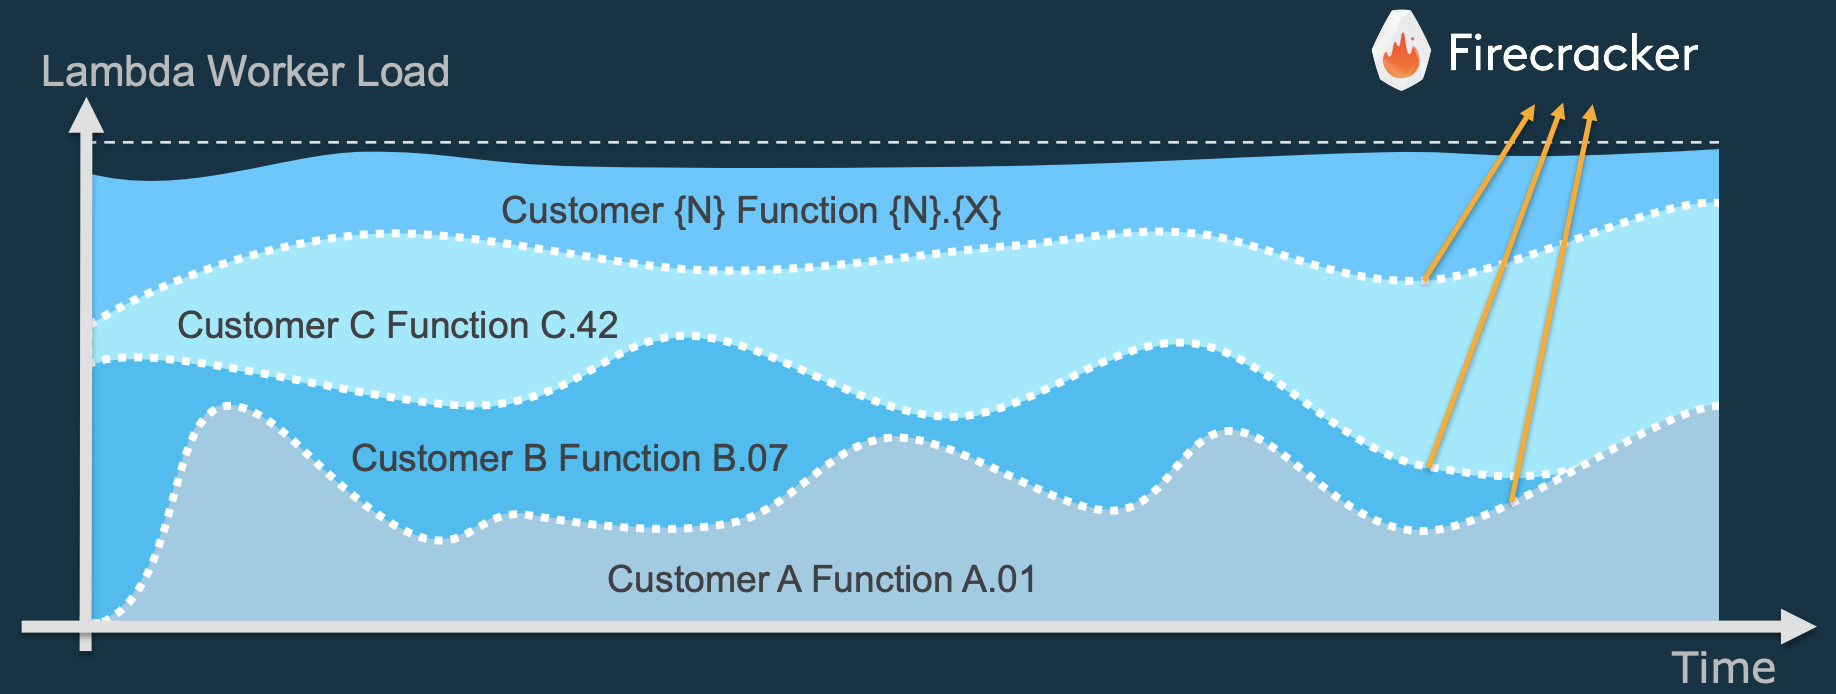 Lambda Worker Load
Firecracker
Customer {N} Function {N}.{X}
Customer C Function C.42
Customer B Function B.07
Customer A Function A.01
Time